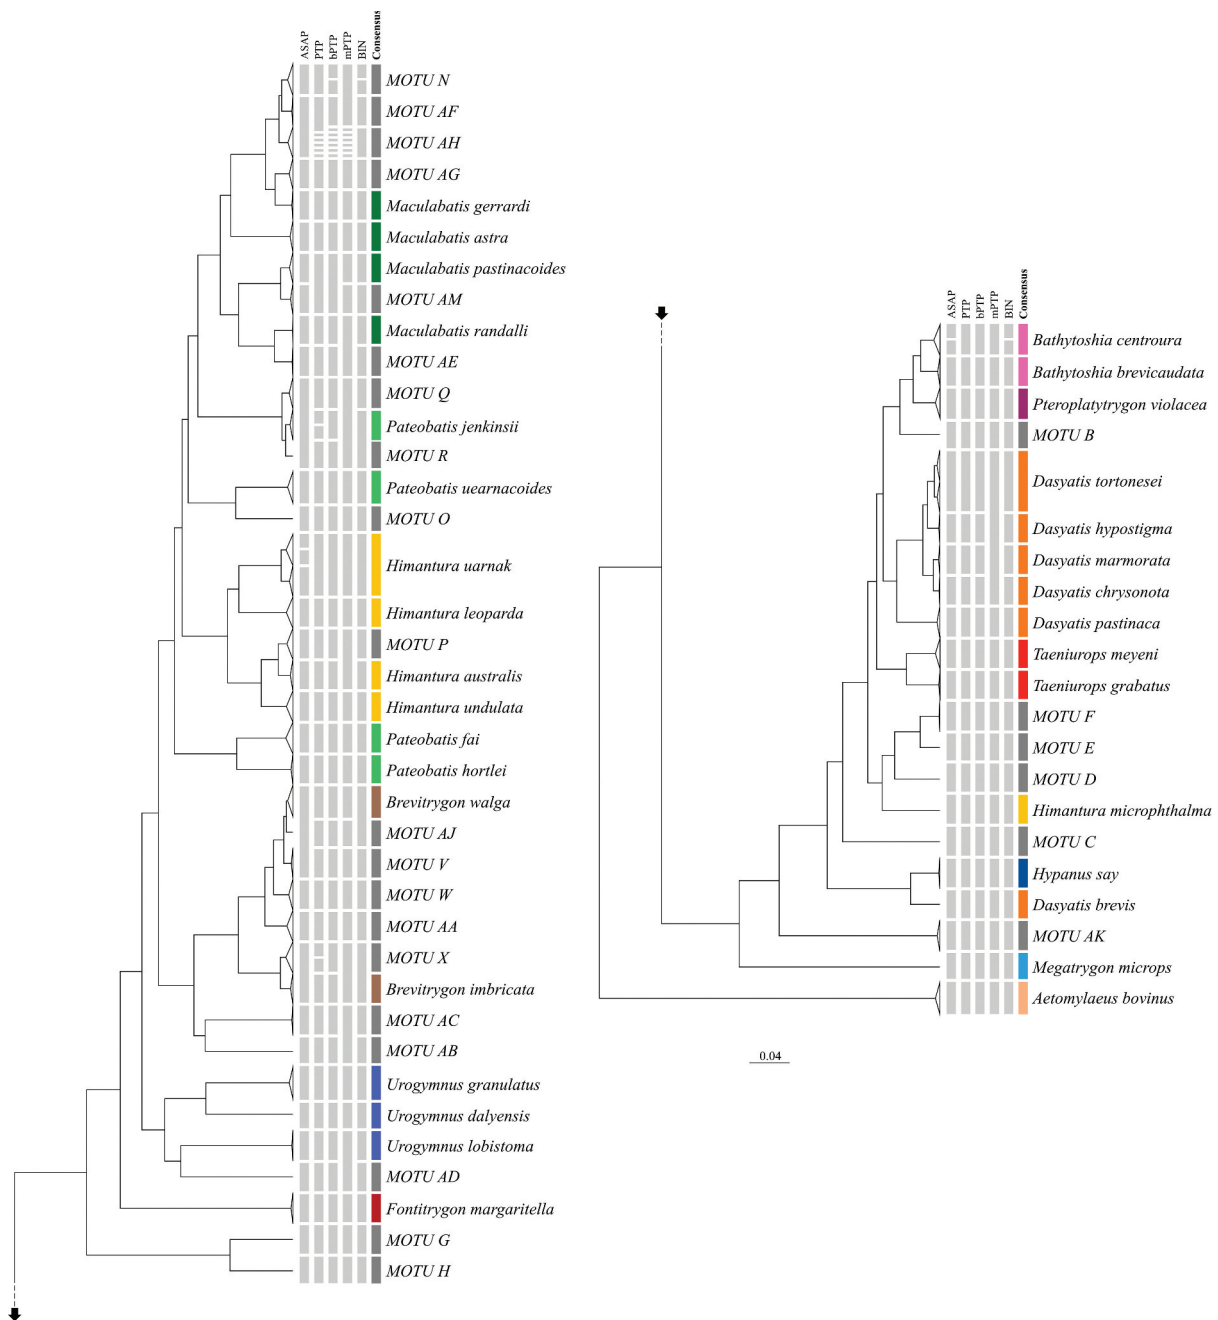 ASAP
PTP
bPTP
mPTP
BIN
Consensus
MOTU N
MOTU AF
MOTU AH
MOTU AG
Maculabatis gerrardi
Maculabatis astra
Maculabatis pastinacoides
MOTU AM
Maculabatis randalli
MOTU AE
MOTU Q
Pateobatis jenkinsii
MOTU R
Pateobatis uearnacoides
MOTU O
Himantura uarnak
Himantura leoparda
MOTU P
Himantura australis
Himantura undulata
Pateobatis fai
Pateobatis hortlei
Brevitrygon walga
MOTU AJ
MOTU V
MOTU W
MOTU AA
MOTU X
Brevitrygon imbricata
MOTU AC
MOTU AB
Urogymnus granulatus
Urogymnus dalyensis
Urogymnus lobistoma
MOTU AD
Fontitrygon margaritella
MOTU G
MOTU H
ASAP
PTP
bPTP
mPTP
BIN
Consensus
Bathytoshia centroura
Bathytoshia brevicaudata
Pteroplatytrygon violacea
MOTU B
Dasyatis tortonesei
Dasyatis hypostigma
Dasyatis marmorata
Dasyatis chrysonota
Dasyatis pastinaca
Taeniurops meyeni
Taeniurops grabatus
MOTU F
MOTU E
MOTU D
Himantura microphthalma
MOTU C
Hypanus say
Dasyatis brevis
MOTU AK
Megatrygon microps
Aetomylaeus bovinus
0.04